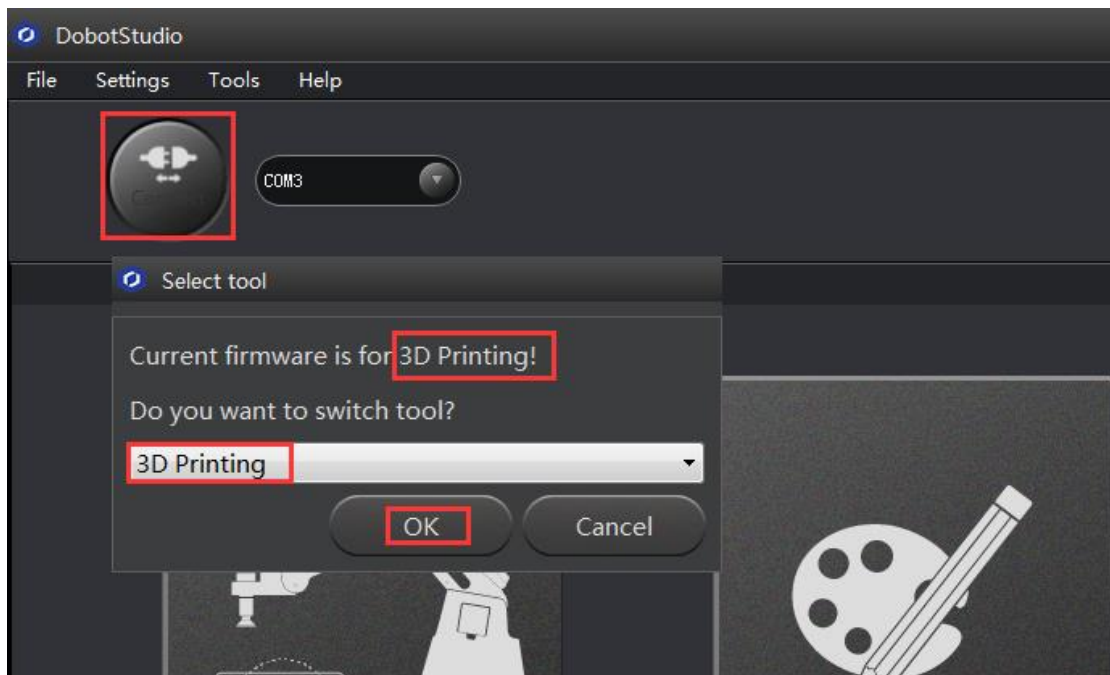 DobotStudio
File Settings Tools Help
COM3
Select tool
Current firmware is for 3D Printing!
Do you want to switch tool?
3D Printing
OK Cancel